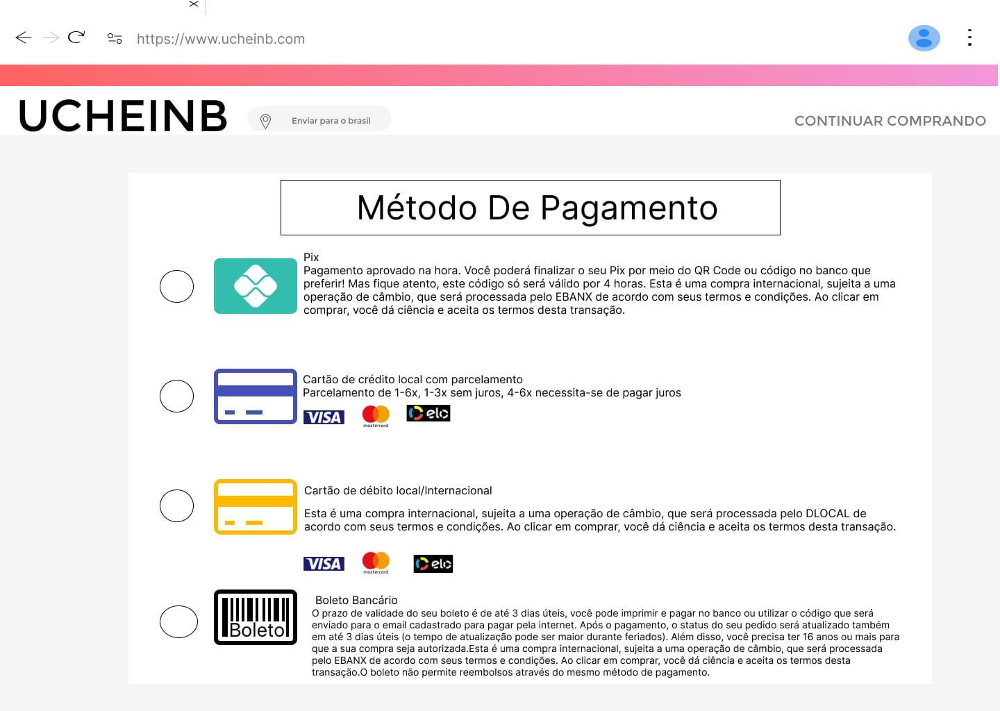 https://www.ucheinb.com
UCHEINB
Enviar para o brasil
CONTINUAR COMPRANDO
Método De Pagamento
Pix
Pagamento aprovado na hora. Você poderá finalizar o seu Pix por meio do QR Code ou código no banco que
preferir! Mas fique atento, este código só será válido por 4 horas. Esta é uma compra internacional, sujeita a uma
operação de câmbio, que será processada pelo EBANX de acordo com seus termos e condições. Ao clicar em
comprar, você dá ciência e aceita os termos desta transação.
Cartão de crédito local com parcelamento
Parcelamento de 1-6x, 1-3x sem juros, 4-6x necessita-se de pagar juros
VISA mastercard elo
Cartão de débito local/Internacional
Esta é uma compra internacional, sujeita a uma operação de câmbio, que será processada pelo DLOCAL de
acordo com seus termos e condições. Ao clicar em comprar, você dá ciência e aceita os termos desta transação.
VISA mastercard elo
Boleto
Boleto Bancário
O prazo de validade do seu boleto é de até 3 dias úteis, você pode imprimir e pagar no banco ou utilizar o código que será
enviado para o email cadastrado para pagar pela internet. Após o pagamento, o status do seu pedido será atualizado também
em até 3 dias úteis (o tempo de atualização pode ser maior durante feriados). Além disso, você precisa ter 16 anos ou mais para
que a sua compra seja autorizada.Esta é uma compra internacional, sujeita a uma operação de câmbio, que será processada
pelo EBANX de acordo com seus termos e condições. Ao clicar em comprar, você dá ciência e aceita os termos desta
transação.O boleto não permite reembolsos através do mesmo método de pagamento.